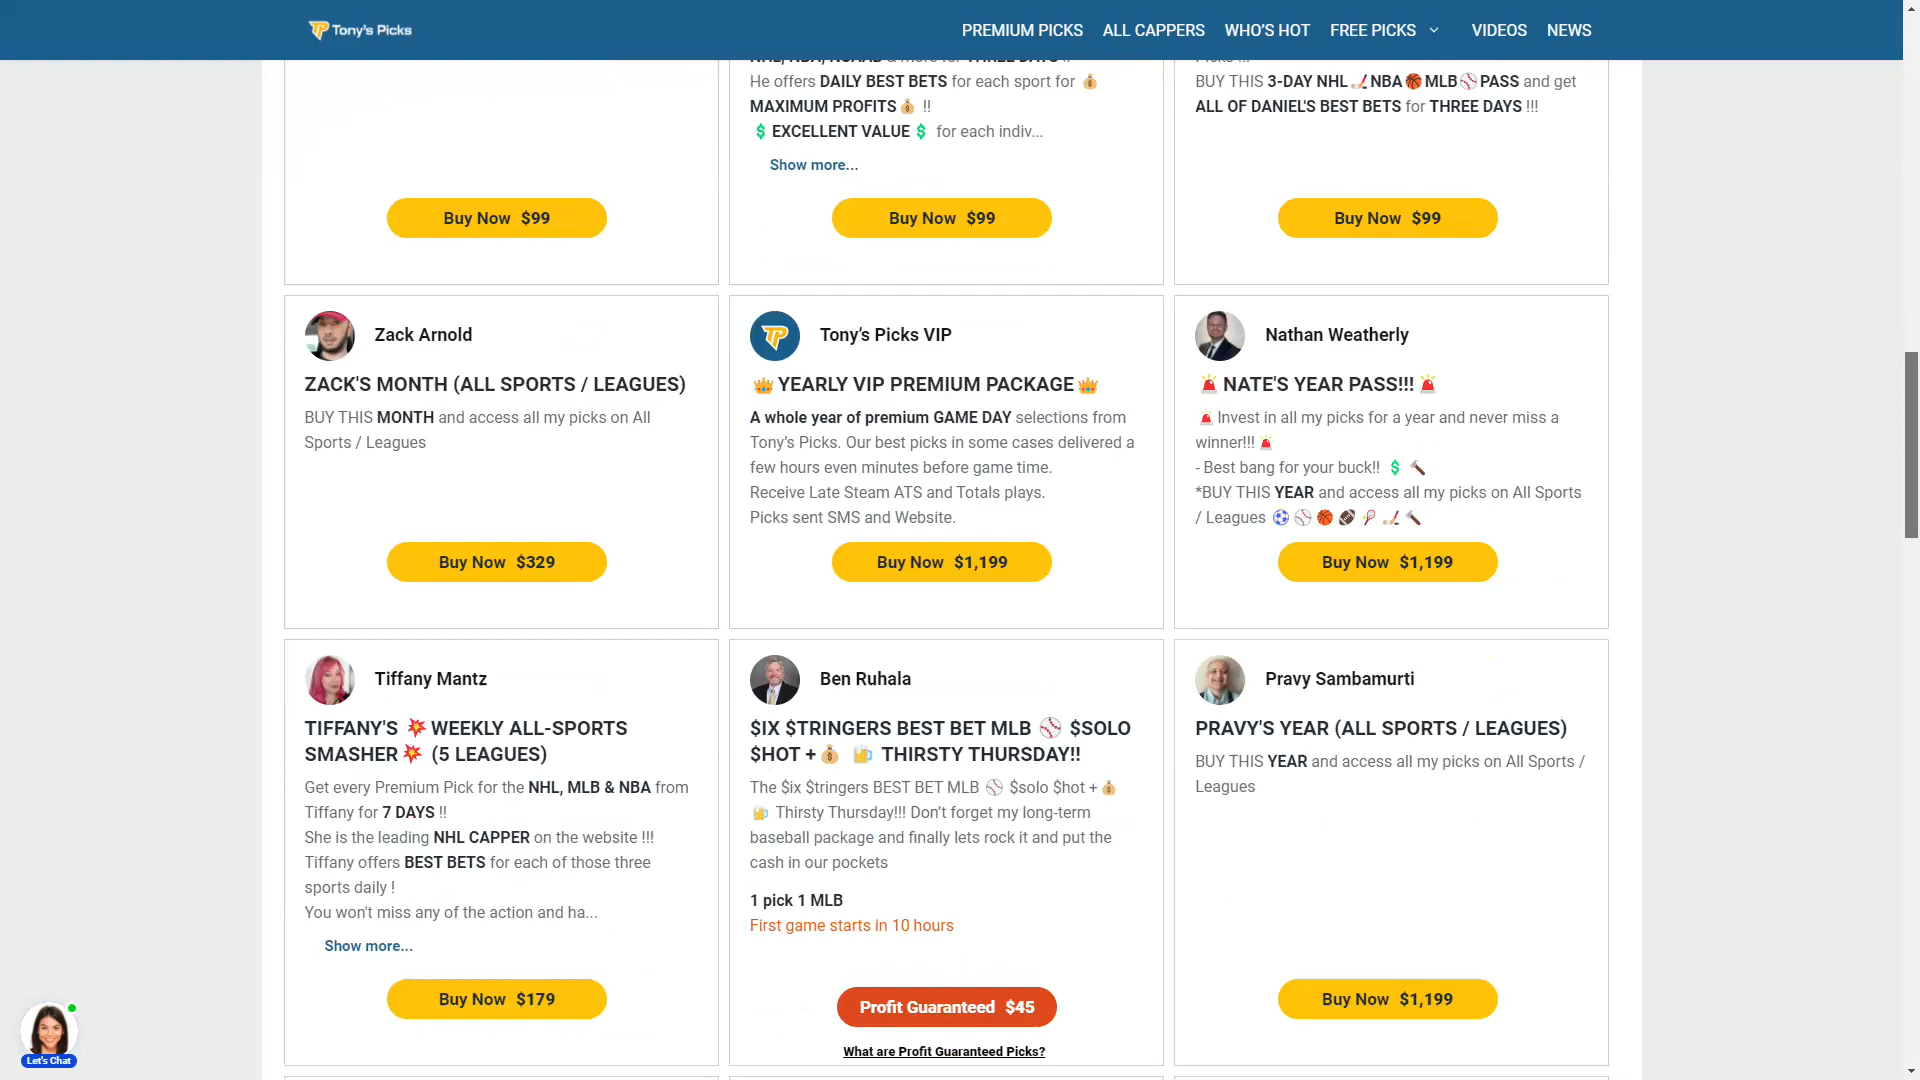 Tony's Picks
PREMIUM PICKS
ALL CAPPERS
WHO'S HOT
FREE PICKS
VIDEOS
NEWS
NHL, NBA, NCAAB & more for THREE DAYS !!
He offers DAILY BEST BETS for each sport for 💰
MAXIMUM PROFITS💰 !!
💲EXCELLENT VALUE💲 for each indiv...
Show more...
Picks !!!
BUY THIS 3-DAY NHL🏒NBA🏀MLB⚾PASS and get
ALL OF DANIEL'S BEST BETS for THREE DAYS !!!
Buy Now $99
Buy Now $99
Buy Now $99
Zack Arnold
ZACK'S MONTH (ALL SPORTS / LEAGUES)
BUY THIS MONTH and access all my picks on All
Sports / Leagues
Buy Now $329
Tony's Picks VIP
👑YEARLY VIP PREMIUM PACKAGE👑
A whole year of premium GAME DAY selections from
Tony's Picks. Our best picks in some cases delivered a
few hours even minutes before game time.
Receive Late Steam ATS and Totals plays.
Picks sent SMS and Website.
Buy Now $1,199
Nathan Weatherly
🚨NATE'S YEAR PASS!!!🚨
🚨Invest in all my picks for a year and never miss a
winner!!!🚨
- Best bang for your buck!! 💲 🔨
*BUY THIS YEAR and access all my picks on All Sports
/ Leagues ⚽⚾🏀🏈🎾🏒🔨
Buy Now $1,199
Tiffany Mantz
TIFFANY'S 💥WEEKLY ALL-SPORTS
SMASHER💥 (5 LEAGUES)
Get every Premium Pick for the NHL, MLB & NBA from
Tiffany for 7 DAYS !!
She is the leading NHL CAPPER on the website !!!
Tiffany offers BEST BETS for each of those three
sports daily !
You won't miss any of the action and ha...
Show more...
Buy Now $179
Ben Ruhala
$IX $TRINGERS BEST BET MLB ⚾ $SOLO
$HOT +💰 🍺 THIRSTY THURSDAY!!
The $ix $tringers BEST BET MLB ⚾ $solo $hot +💰
🍺 Thirsty Thursday!!! Don't forget my long-term
baseball package and finally lets rock it and put the
cash in our pockets
1 pick 1 MLB
First game starts in 10 hours
Profit Guaranteed $45
What are Profit Guaranteed Picks?
Pravy Sambamurti
PRAVY'S YEAR (ALL SPORTS / LEAGUES)
BUY THIS YEAR and access all my picks on All Sports /
Leagues
Buy Now $1,199
Let's Chat